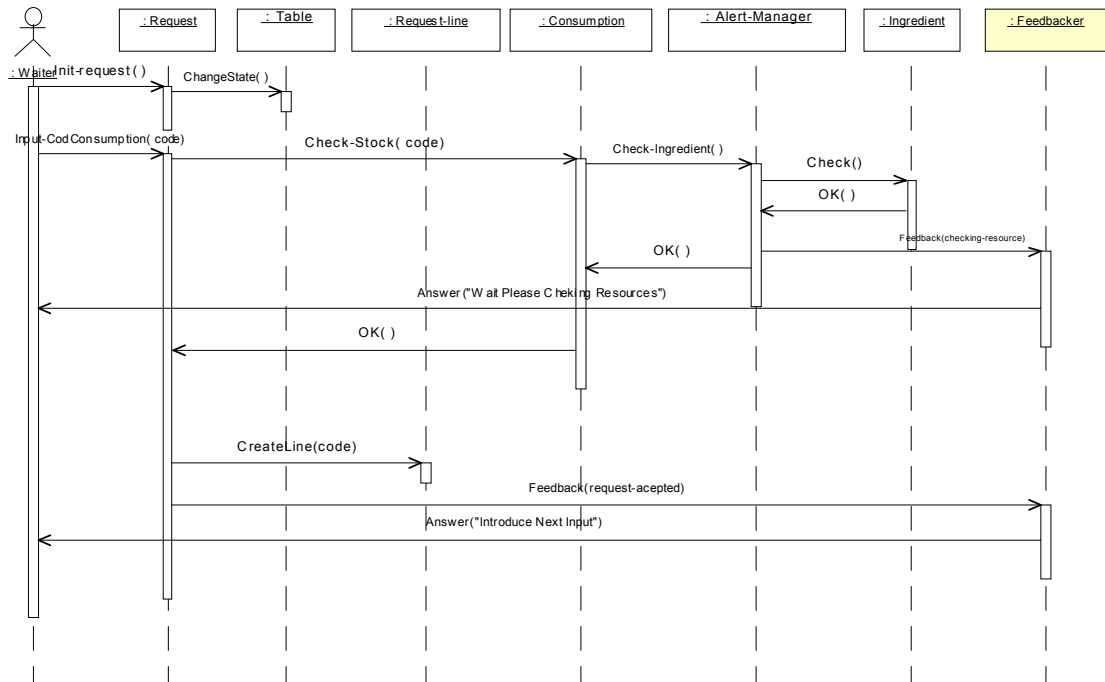 : Request
: Table
: Request-line
: Consumption
: Alert-Manager
: Ingredient
: Feedbacker
: Waiter
Init-request( )
ChangeState( )
Input-CodConsumption( code)
Check-Stock( code)
Check-Ingredient( )
Check()
OK( )
Feedback(checking-resource)
OK( )
Answer("Wait Please Cheking Resources")
OK( )
CreateLine(code)
Feedback(request-acepted)
Answer("Introduce Next Input")